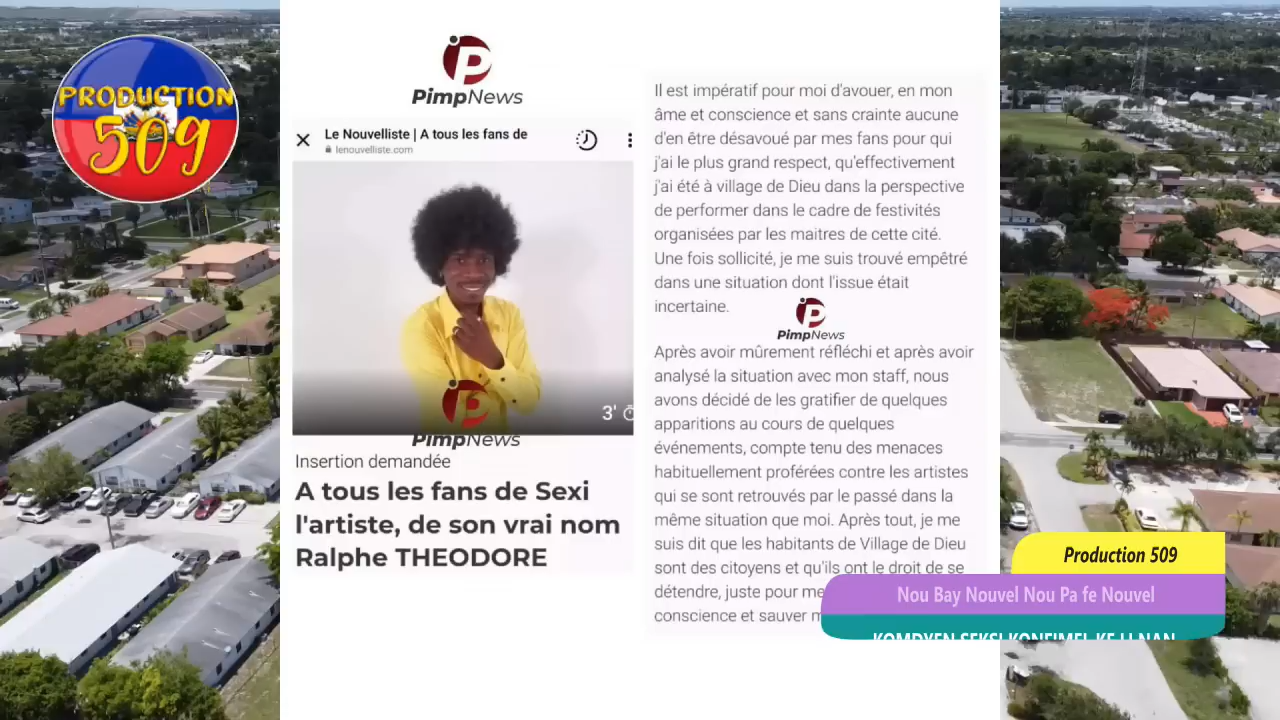 PRODUCTION
509
PimpNews
Le Nouvelliste | A tous les fans de
lenouvelliste.com
3'
PimpNews
Insertion demandée
A tous les fans de Sexi
l'artiste, de son vrai nom
Ralphe THEODORE
Il est impératif pour moi d'avouer, en mon
âme et conscience et sans crainte aucune
d'en être désavoué par mes fans pour qui
j'ai le plus grand respect, qu'effectivement
j'ai été à village de Dieu dans la perspective
de performer dans le cadre de festivités
organisées par les maitres de cette cité.
Une fois sollicité, je me suis trouvé empêtré
dans une situation dont l'issue était
incertaine.
PimpNews
Après avoir mûrement réfléchi et après avoir
analysé la situation avec mon staff, nous
avons décidé de les gratifier de quelques
apparitions au cours de quelques
événements, compte tenu des menaces
habituellement proférées contre les artistes
qui se sont retrouvés par le passé dans la
même situation que moi. Après tout, je me
suis dit que les habitants de Village de Dieu
sont des citoyens et qu'ils ont le droit de se
détendre, juste pour me
conscience et sauver
Production 509
Nou Bay Nouvel Nou Pa fe Nouvel